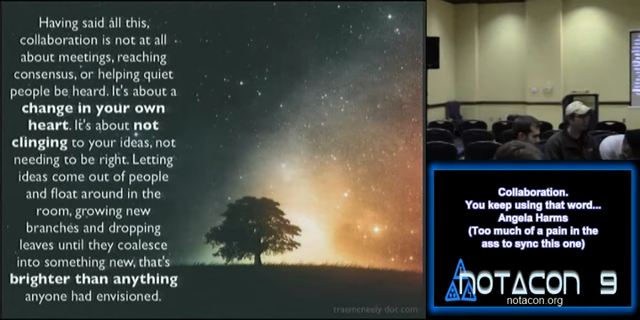 Having said all this,
collaboration is not at all
about meetings, reaching
consensus, or helping quiet
people be heard. It's about a
change in your own
heart. It's about not
clinging to your ideas, not
needing to be right. Letting
ideas come out of people
and float around in the
room, growing new
branches and dropping
leaves until they coalesce
into something new, that's
brighter than anything
anyone had envisioned.
Collaboration.
You keep using that word...
Angela Harms
(Too much of a pain in the
ass to sync this one)
NOTACON 9
notacon.org